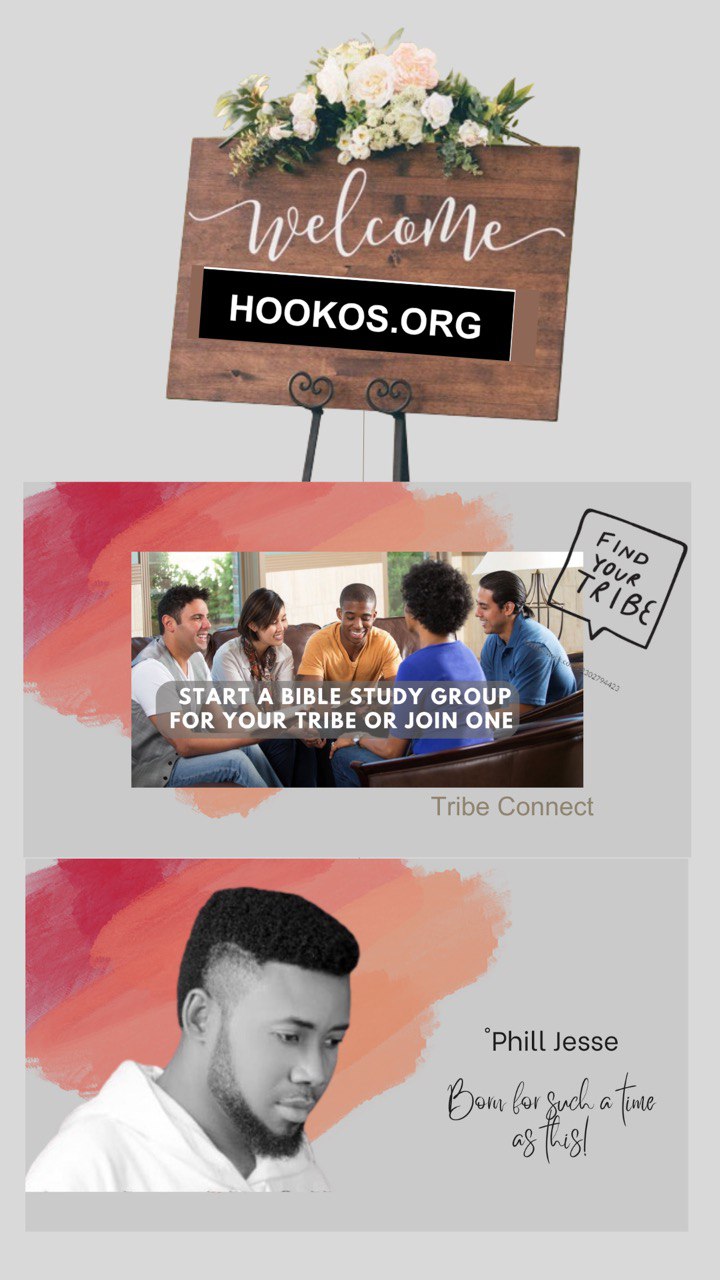 welcome
HOOKOS.ORG
FIND
YOUR
TRIBE
START A BIBLE STUDY GROUP
FOR YOUR TRIBE OR JOIN ONE
Tribe Connect
°Phill Jesse
Born for such a time
as this!